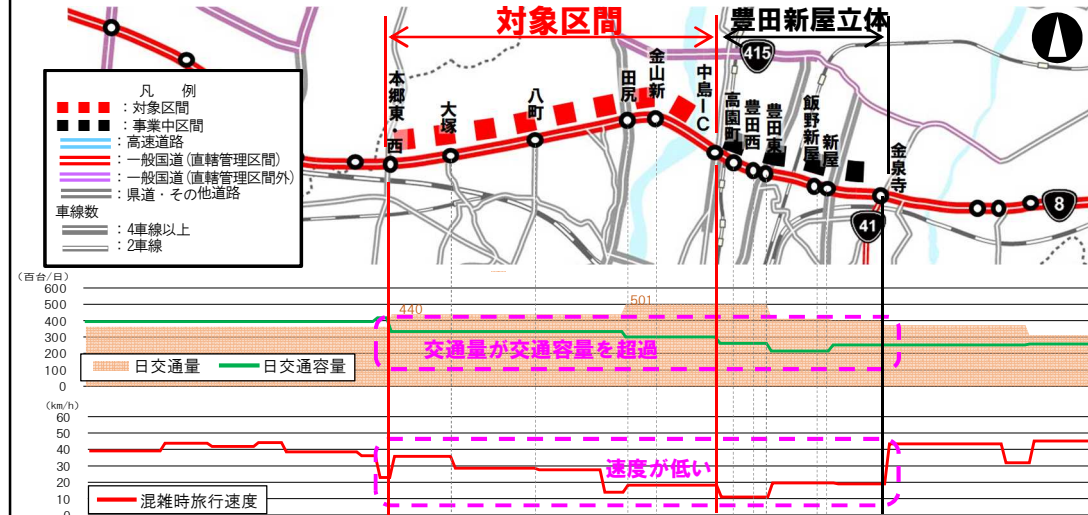 対象区間
豊田新屋立体
415
本郷東
西
大塚
八町
田尻
金山新
中島IC
高園町
豊田西
豊田東
飯野新屋
新屋
金泉寺
8
41
凡　例
：対象区間
：事業中区間
：高速道路
：一般国道(直轄管理区間)
：一般国道(直轄管理区間外)
：県道・その他道路
車線数
：4車線以上
：2車線
（百台/日）
600
500
400
300
200
100
0
440
501
交通量が交通容量を超過
日交通量
日交通容量
(km/h)
60
50
40
30
20
10
0
速度が低い
混雑時旅行速度